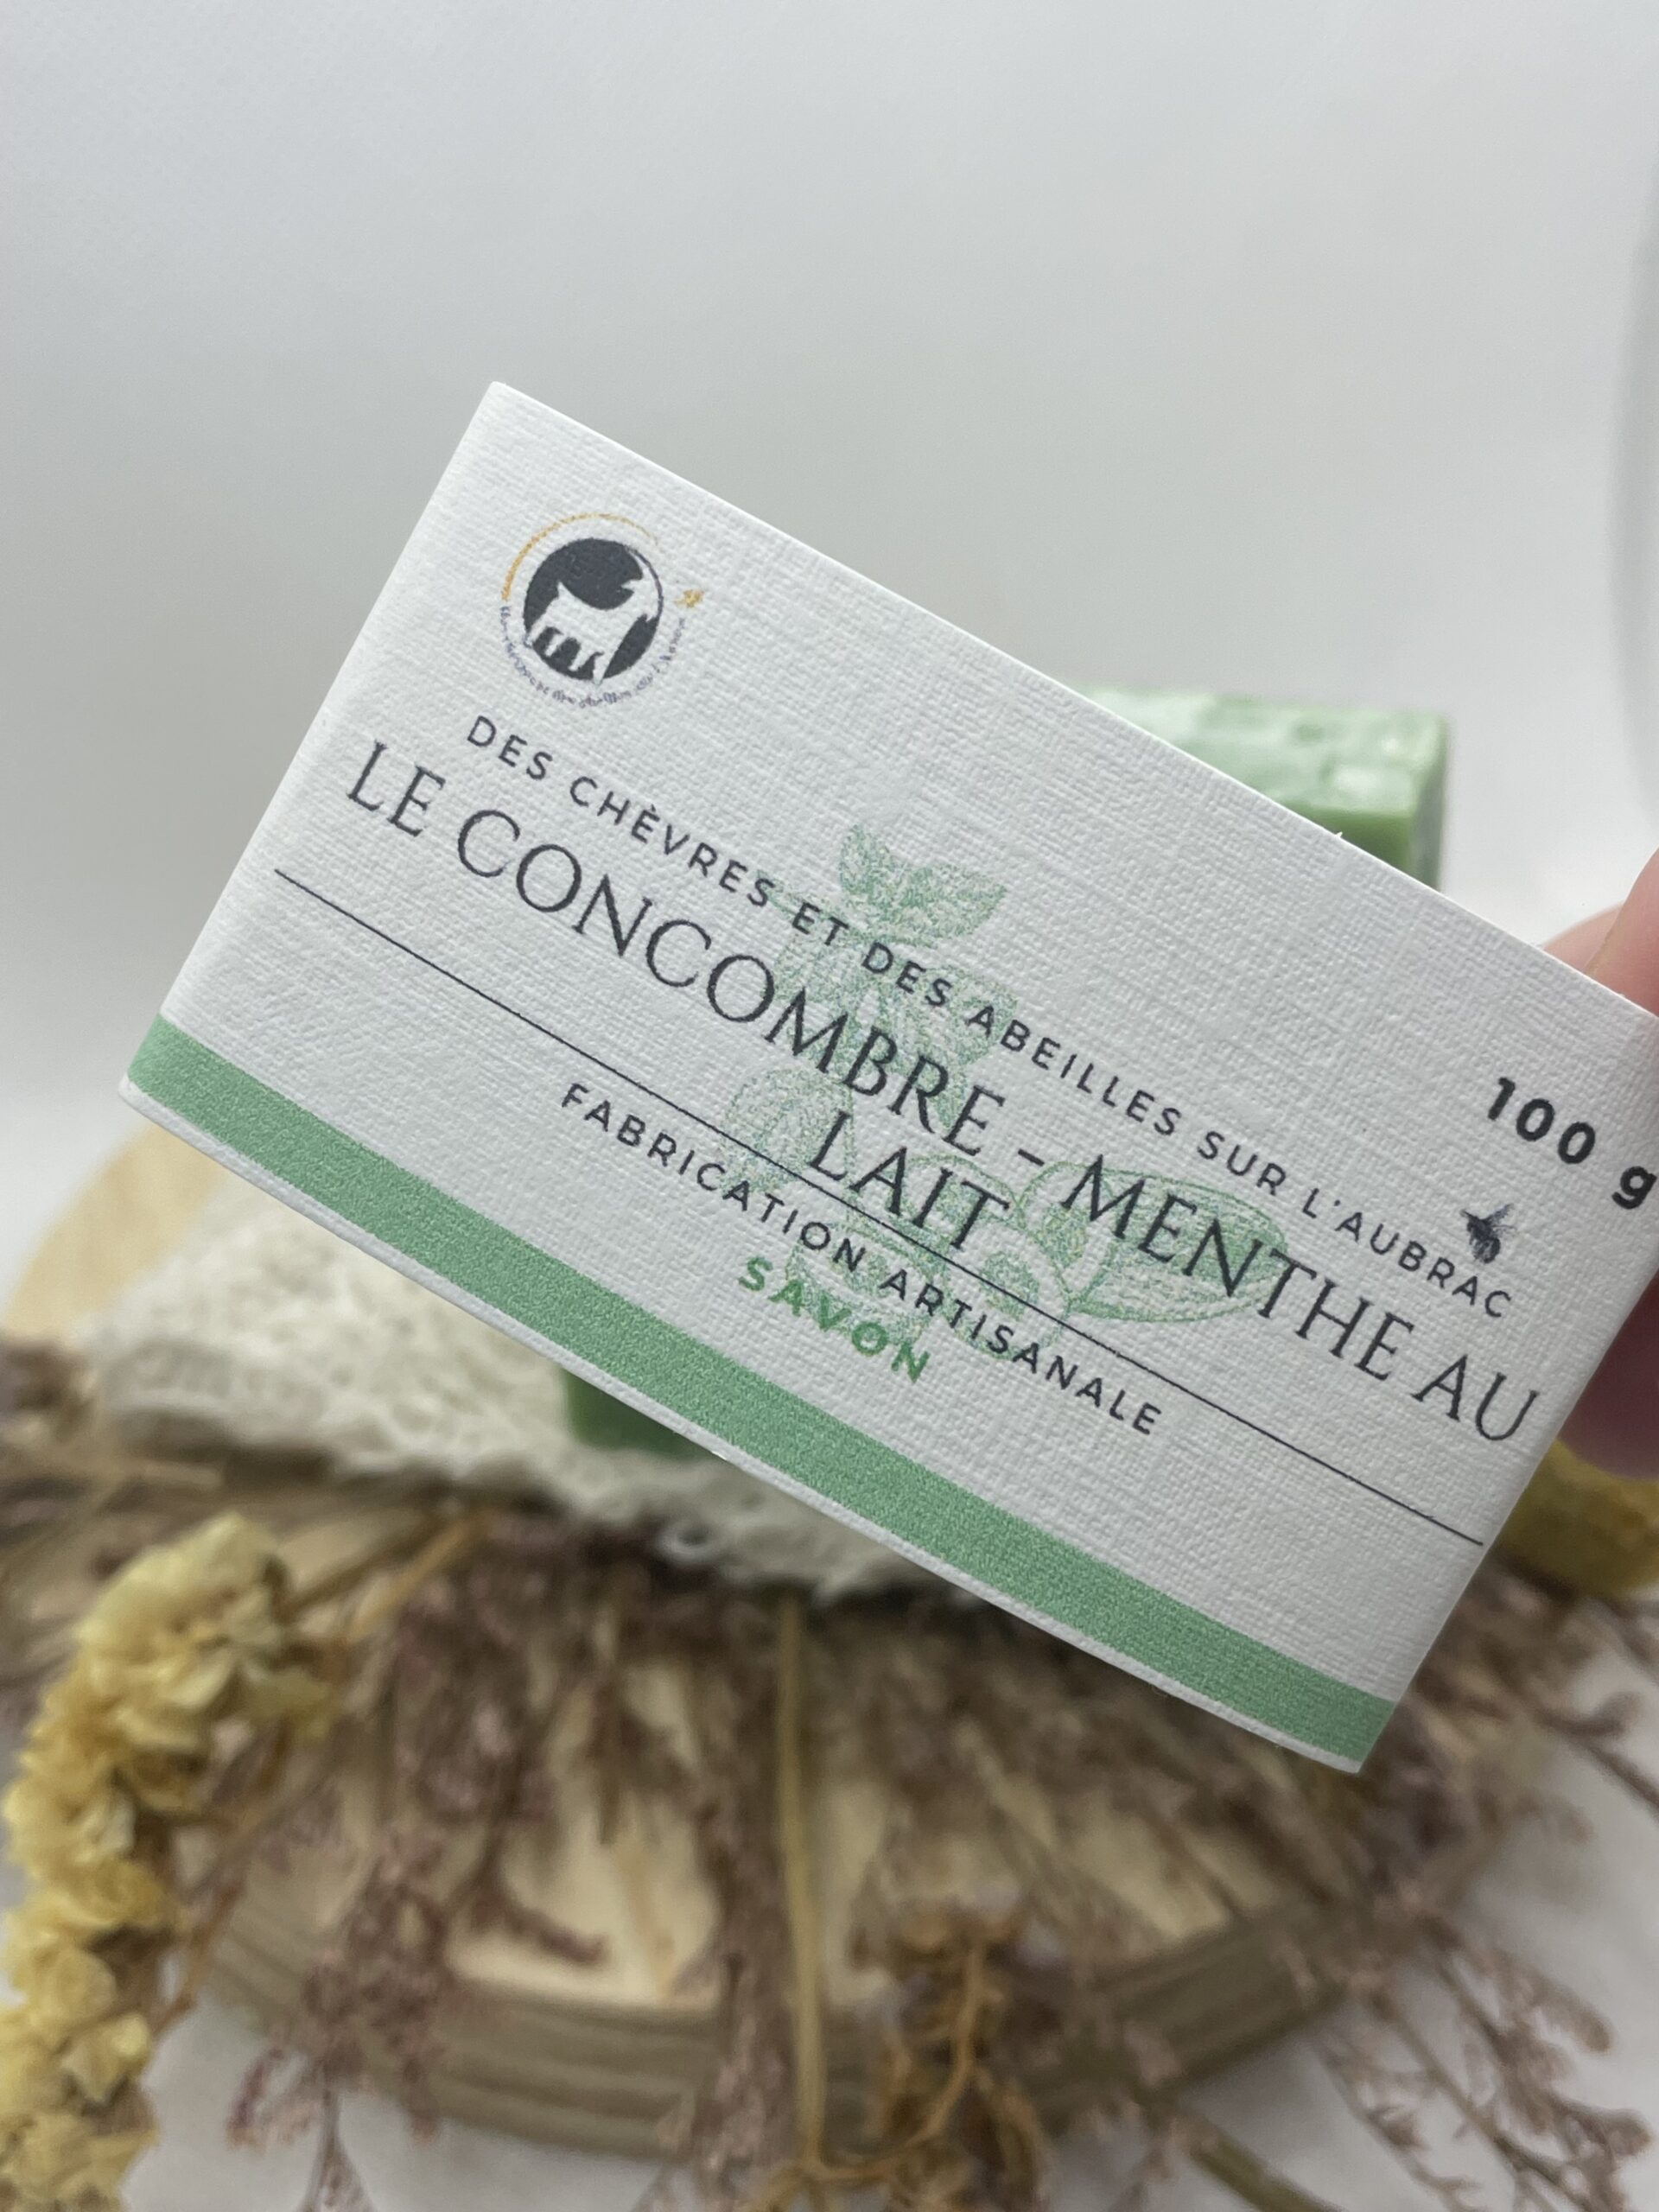 DES CHÈVRES ET DES ABEILLES SUR L'AUBRAC
100 g
LE CONCOMBRE - MENTHE AU
LAIT
FABRICATION ARTISANALE
SAVON